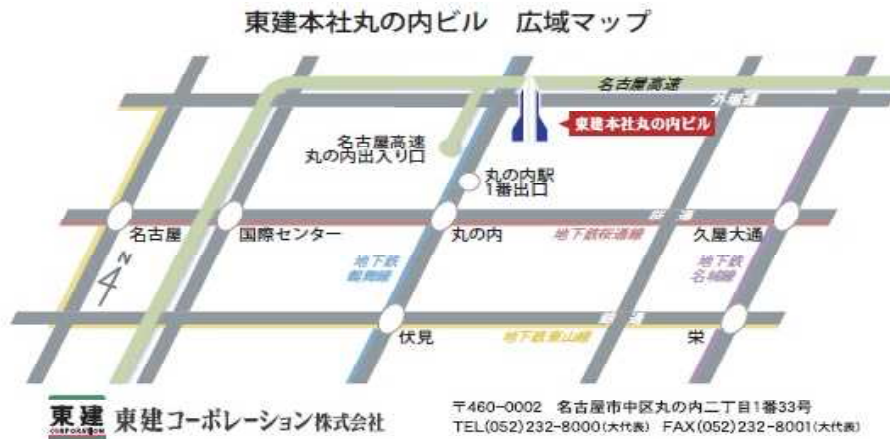 東建本社丸の内ビル　広域マップ
名古屋高速
外堀通
東建本社丸の内ビル
名古屋高速
丸の内出入り口
丸の内駅
1番出口
桜通
名古屋
国際センター
丸の内
地下鉄桜通線
久屋大通
地下鉄
鶴舞線
地下鉄
名城線
N
伏見
地下鉄東山線
栄
東建
CORPORATION
東建コーポレーション株式会社
〒460-0002　名古屋市中区丸の内二丁目1番33号
TEL(052)232-8000(大代表)　FAX(052)232-8001(大代表)